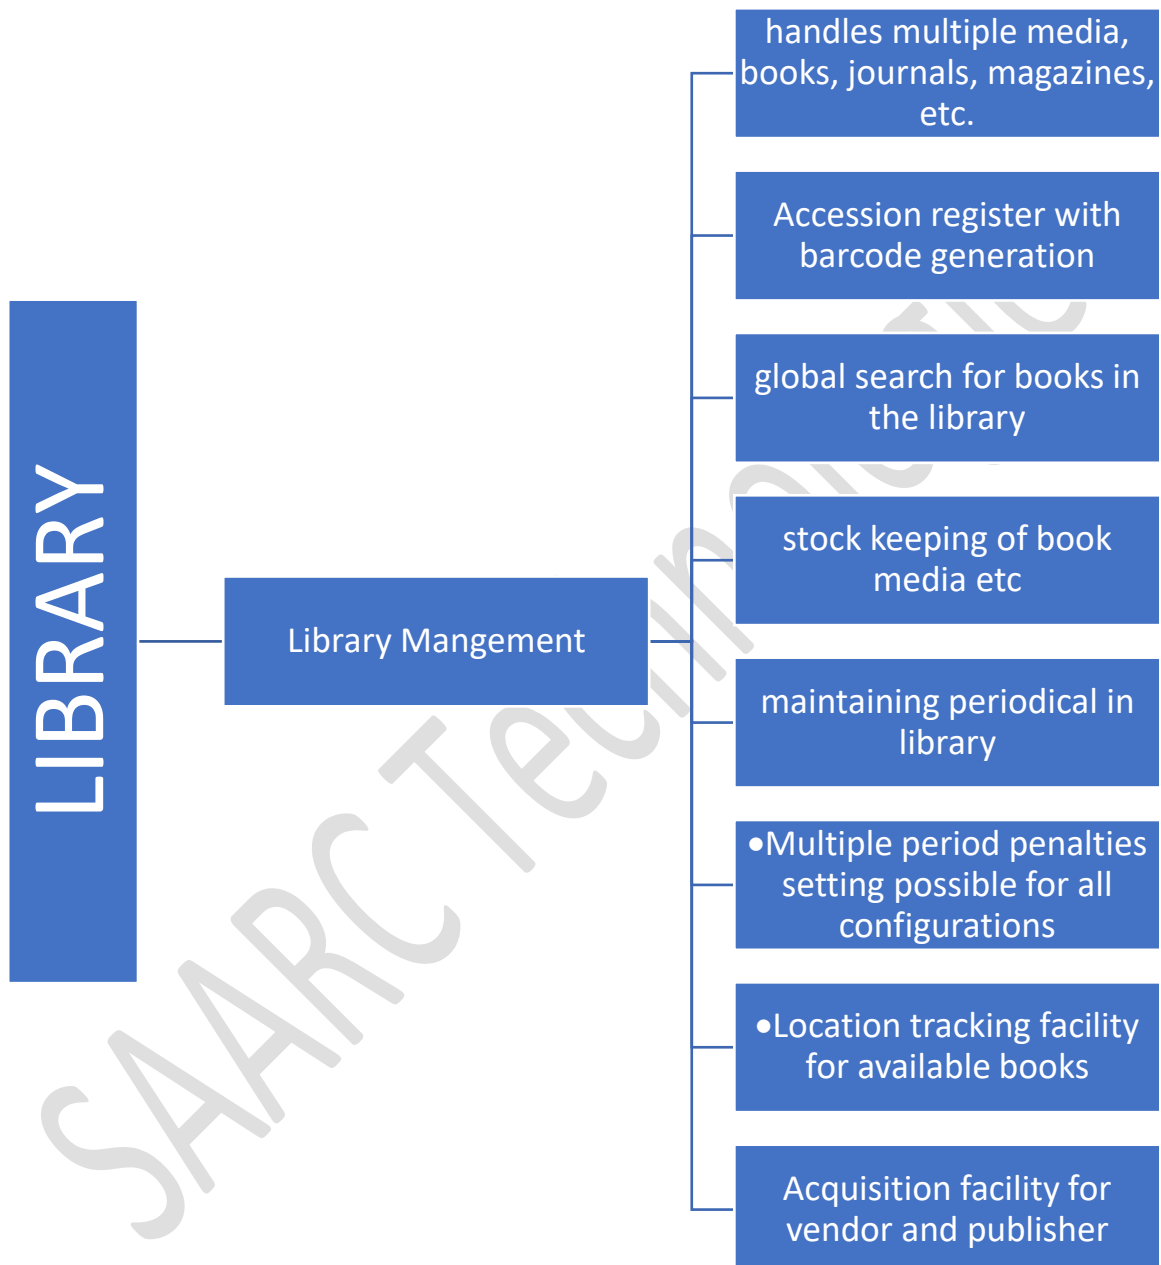 LIBRARY
Library Mangement
handles multiple media,
books, journals, magazines,
etc.
Accession register with
barcode generation
global search for books in
the library
stock keeping of book
media etc
maintaining periodical in
library
•Multiple period penalties
setting possible for all
configurations
•Location tracking facility
for available books
Acquisition facility for
vendor and publisher
SAARC